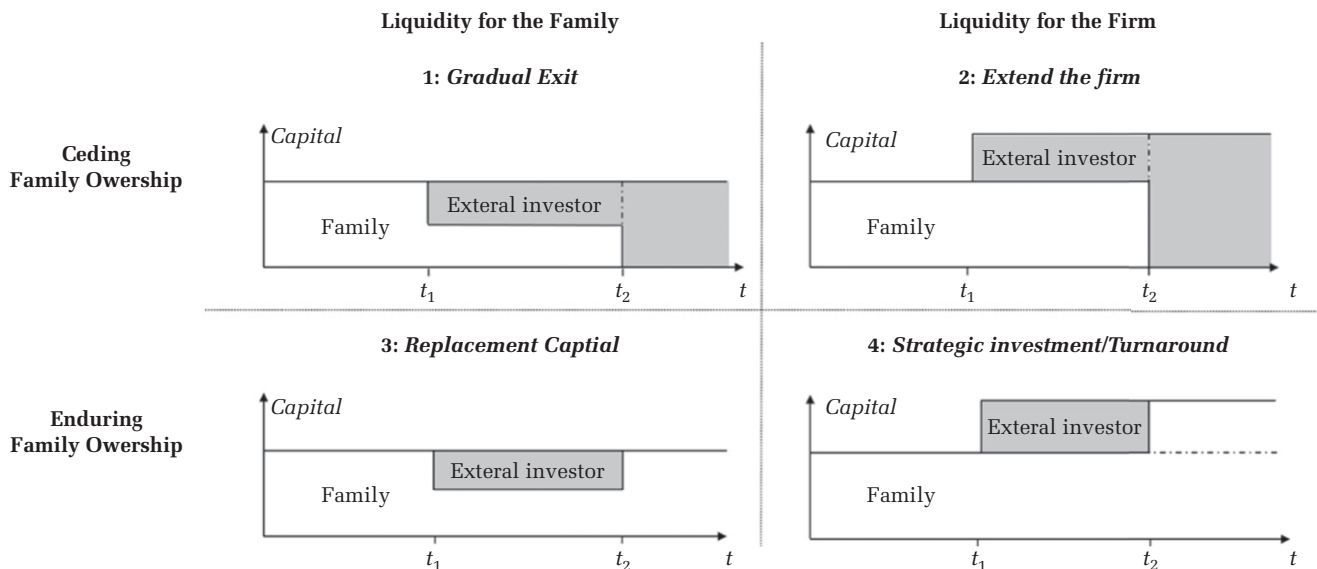 Liquidity for the Family
Liquidity for the Firm
1: Gradual Exit
2: Extend the firm
Ceding
Family Owership
Capital
Exteral investor
Family
t1
t2
t
Capital
Exteral investor
Family
t1
t2
t
3: Replacement Captial
4: Strategic investment/Turnaround
Enduring
Family Owership
Capital
Exteral investor
Family
t1
t2
t
Capital
Exteral investor
Family
t1
t2
t